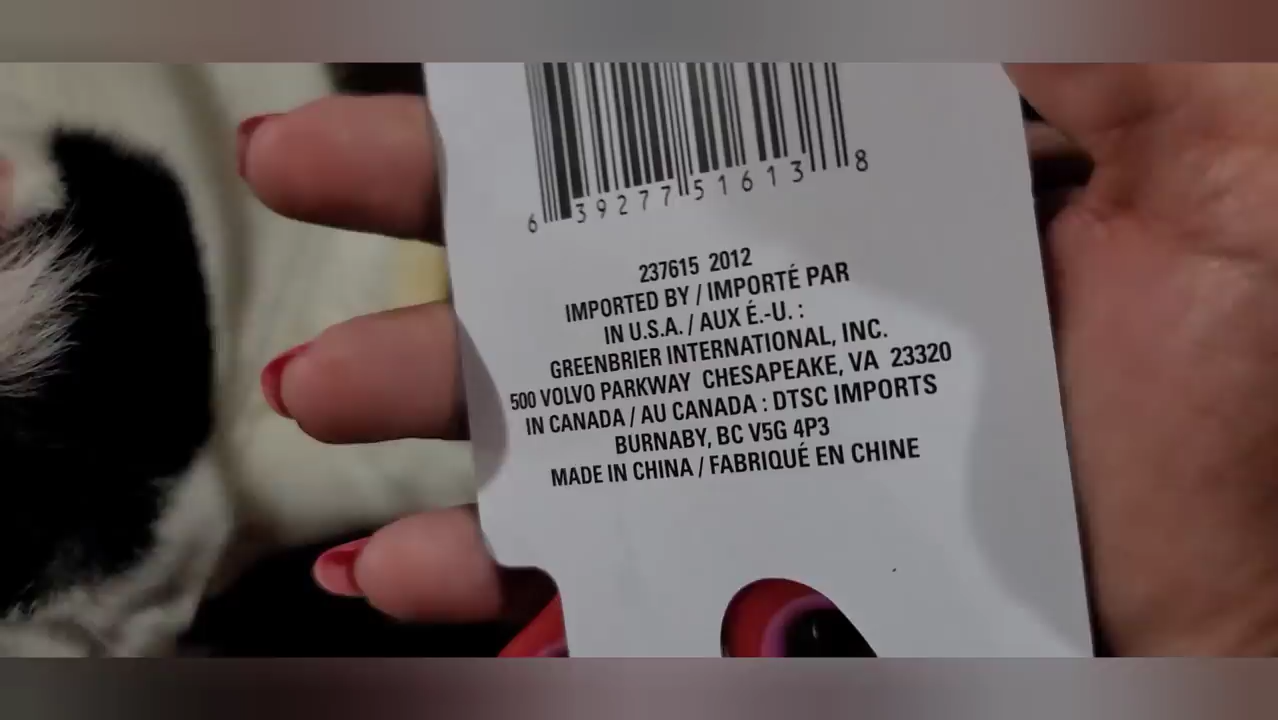 6 39277 51613 8
237615 2012
IMPORTED BY / IMPORTÉ PAR
IN U.S.A. / AUX É.-U. :
GREENBRIER INTERNATIONAL, INC.
500 VOLVO PARKWAY CHESAPEAKE, VA 23320
IN CANADA / AU CANADA : DTSC IMPORTS
BURNABY, BC V5G 4P3
MADE IN CHINA / FABRIQUÉ EN CHINE